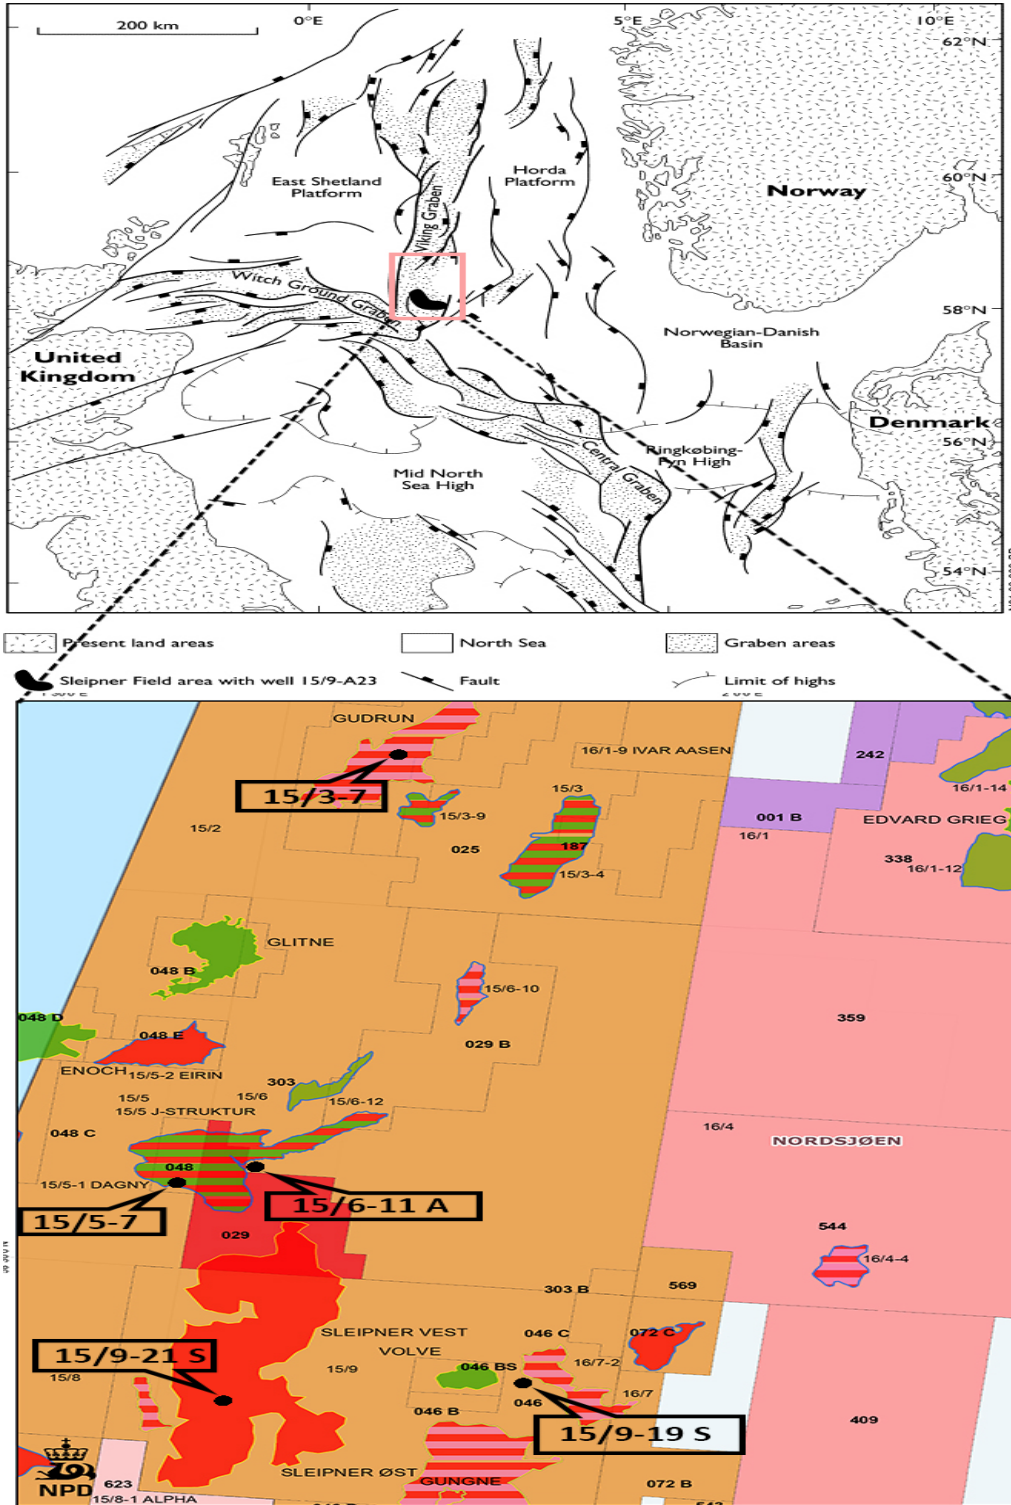 200 km
0°E
5°E
10°E
62°N
East Shetland
Platform
Horda
Platform
Viking Graben
60°N
Norway
Witch Ground Graben
58°N
Norwegian-Danish
Basin
United
Kingdom
Denmark
56°N
Ringkøbing-
Fyn High
Mid North
Sea High
Central Graben
54°N
Present land areas
North Sea
Graben areas
Sleipner Field area with well 15/9-A23
Fault
Limit of highs
GUDRUN
16/1-9 IVAR AASEN
242
15/3-7
15/3
16/1-14
15/3-9
001 B
EDVARD GRIEG
15/2
16/1
025
187
338
16/1-12
15/3-4
GLITNE
048 B
15/6-10
048 D
359
048 E
029 B
ENOCH
15/5-2 EIRIN
303
15/5
15/6
15/6-12
15/5 J-STRUKTUR
048 C
16/4
NORDSJØEN
048
15/5-1 DAGNY
15/6-11 A
15/5-7
029
544
16/4-4
569
303 B
SLEIPNER VEST
046 C
072 C
VOLVE
15/9-21 S
15/9
16/7-2
046 BS
15/8
16/7
046
046 B
409
15/9-19 S
SLEIPNER ØST
GUNGNE
623
072 B
NPD
15/8-1 ALPHA